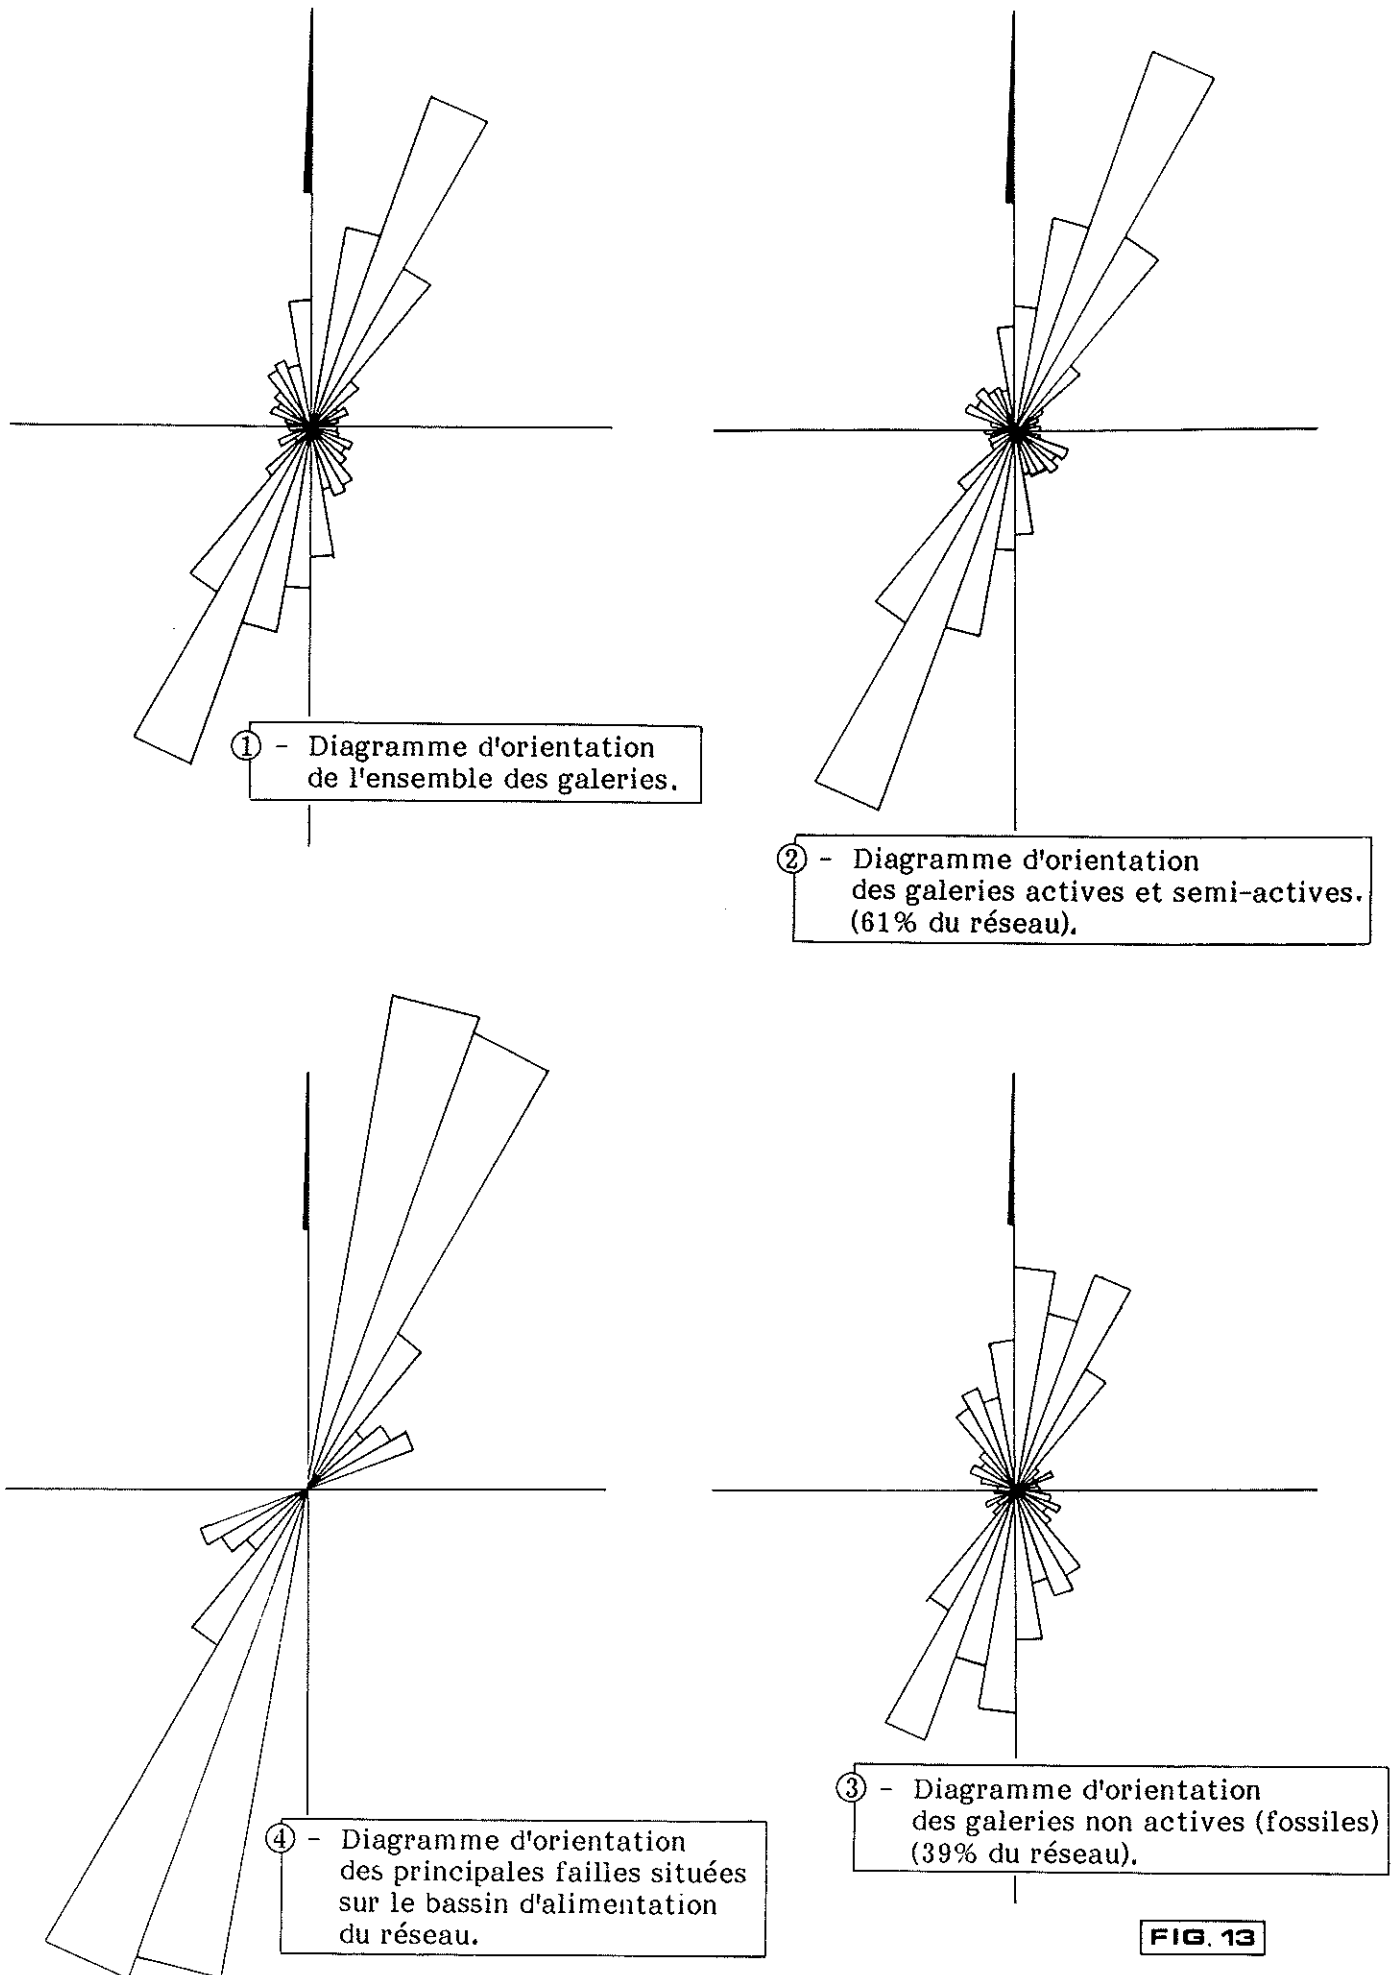 ① - Diagramme d'orientation
de l'ensemble des galeries.
② - Diagramme d'orientation
des galeries actives et semi-actives.
(61% du réseau).
③ - Diagramme d'orientation
des galeries non actives (fossiles)
(39% du réseau).
④ - Diagramme d'orientation
des principales failles situées
sur le bassin d'alimentation
du réseau.
FIG. 13